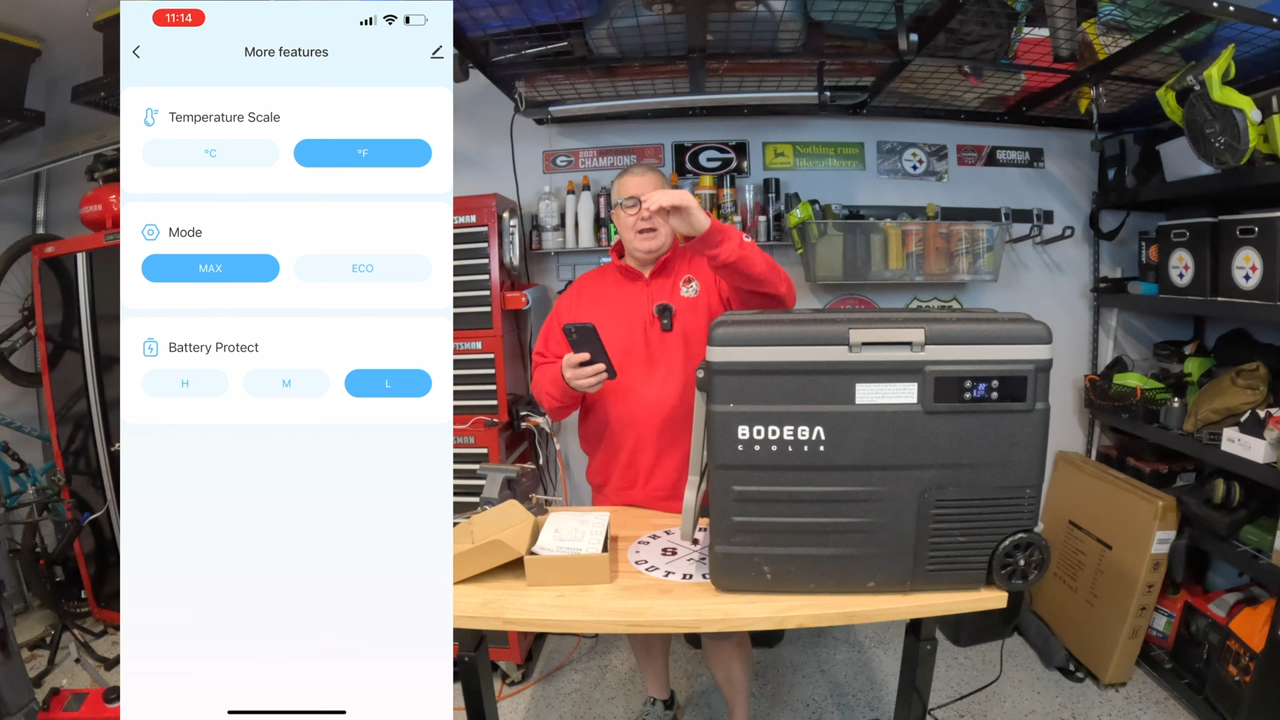 11:14
More features
Temperature Scale
°C
°F
Mode
MAX
ECO
Battery Protect
H
M
L
2021
CHAMPIONS
Nothing runs
like a Deere
GEORGIA
BODEGA
COOLER